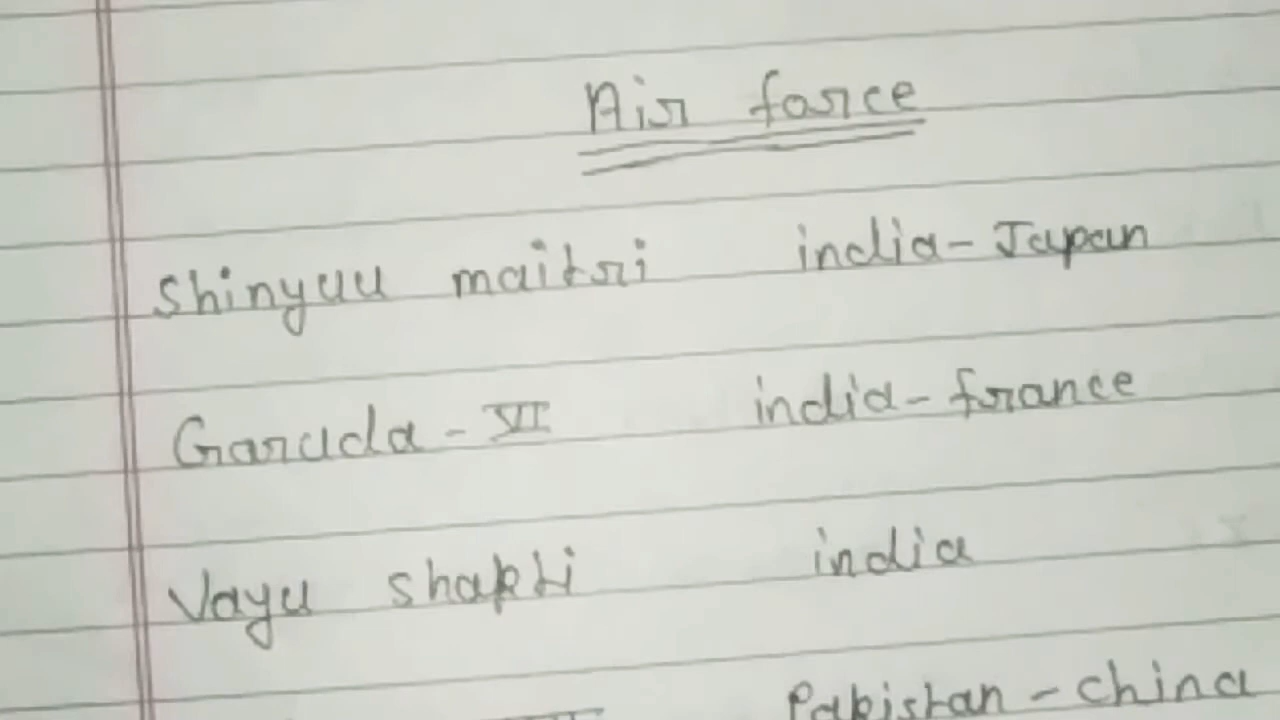 Air force
Shinyuu maitri india - Japan
Garuda - VI india - france
Vayu shakti india
Pakistan - china